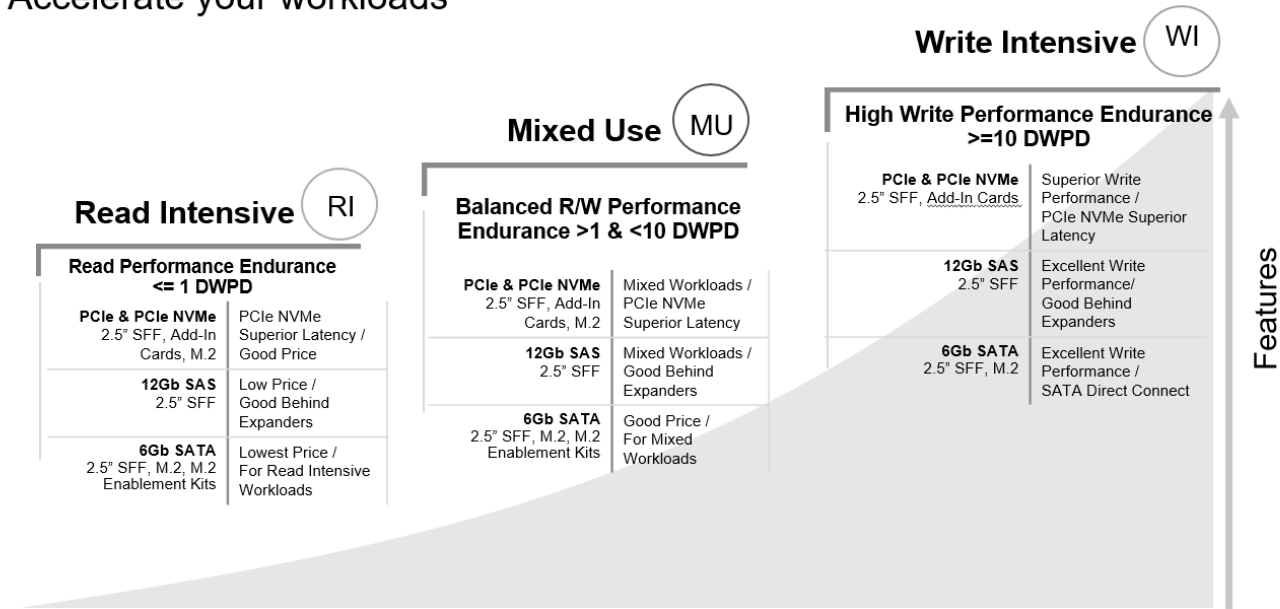 Accelerate your workloads
Write Intensive
WI
High Write Performance Endurance
>=10 DWPD
PCIe & PCIe NVMe
2.5” SFF, Add-In Cards
Superior Write
Performance /
PCIe NVMe Superior
Latency
12Gb SAS
2.5” SFF
Excellent Write
Performance/
Good Behind
Expanders
6Gb SATA
2.5” SFF, M.2
Excellent Write
Performance /
SATA Direct Connect
Mixed Use
MU
Balanced R/W Performance
Endurance >1 & <10 DWPD
PCIe & PCIe NVMe
2.5” SFF, Add-In
Cards, M.2
Mixed Workloads /
PCIe NVMe
Superior Latency
12Gb SAS
2.5” SFF
Mixed Workloads /
Good Behind
Expanders
6Gb SATA
2.5” SFF, M.2, M.2
Enablement Kits
Good Price /
For Mixed
Workloads
Read Intensive
RI
Read Performance Endurance
<= 1 DWPD
PCIe & PCIe NVMe
2.5” SFF, Add-In
Cards, M.2
PCIe NVMe
Superior Latency /
Good Price
12Gb SAS
2.5” SFF
Low Price /
Good Behind
Expanders
6Gb SATA
2.5” SFF, M.2, M.2
Enablement Kits
Lowest Price /
For Read Intensive
Workloads
Features